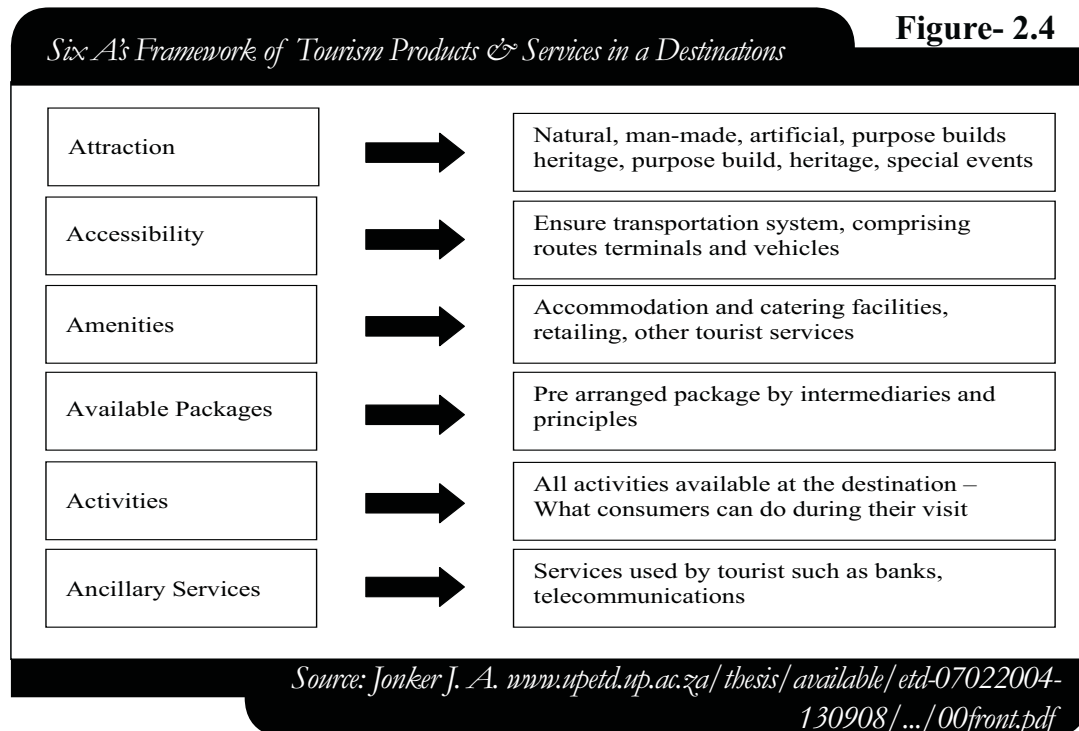 Figure- 2.4
Six A's Framework of Tourism Products & Services in a Destinations
Attraction
Natural, man-made, artificial, purpose builds
heritage, purpose build, heritage, special events
Accessibility
Ensure transportation system, comprising
routes terminals and vehicles
Amenities
Accommodation and catering facilities,
retailing, other tourist services
Available Packages
Pre arranged package by intermediaries and
principles
Activities
All activities available at the destination –
What consumers can do during their visit
Ancillary Services
Services used by tourist such as banks,
telecommunications
Source: Jonker J. A. www.upetd.up.ac.za/thesis/available/etd-07022004-
130908/.../00front.pdf